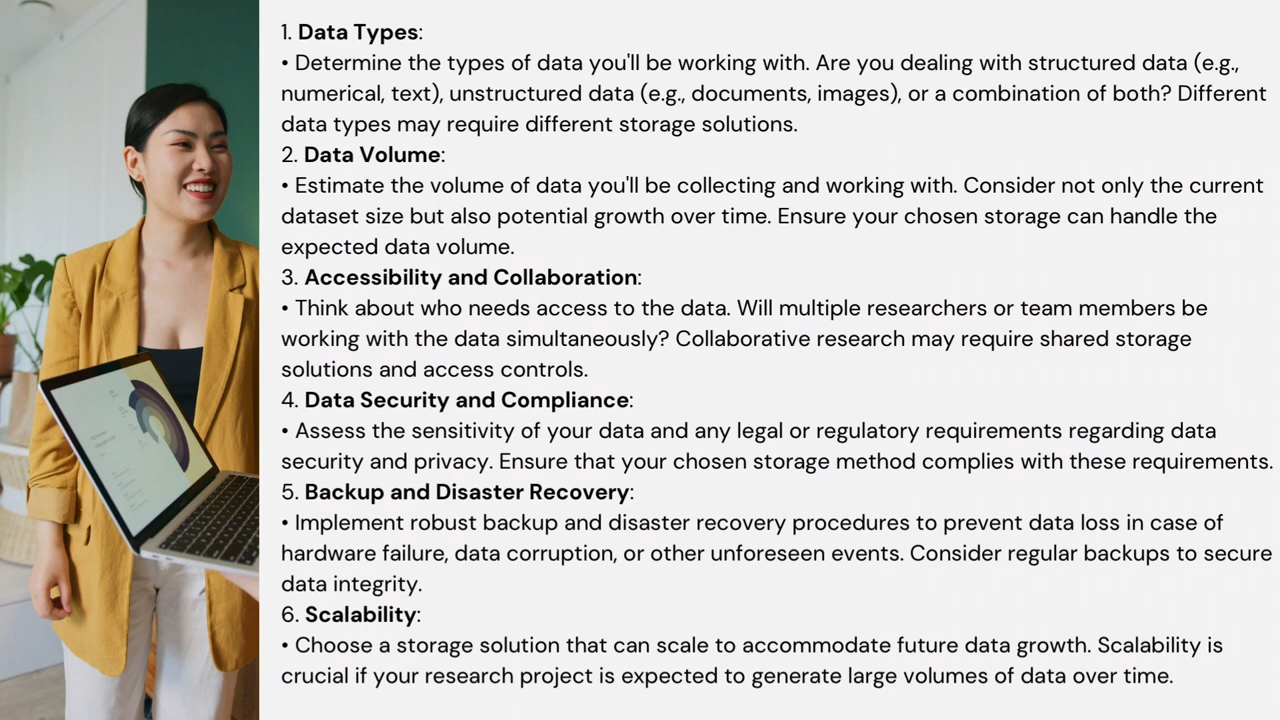 1. Data Types:
• Determine the types of data you'll be working with. Are you dealing with structured data (e.g.,
numerical, text), unstructured data (e.g., documents, images), or a combination of both? Different
data types may require different storage solutions.
2. Data Volume:
• Estimate the volume of data you'll be collecting and working with. Consider not only the current
dataset size but also potential growth over time. Ensure your chosen storage can handle the
expected data volume.
3. Accessibility and Collaboration:
• Think about who needs access to the data. Will multiple researchers or team members be
working with the data simultaneously? Collaborative research may require shared storage
solutions and access controls.
4. Data Security and Compliance:
• Assess the sensitivity of your data and any legal or regulatory requirements regarding data
security and privacy. Ensure that your chosen storage method complies with these requirements.
5. Backup and Disaster Recovery:
• Implement robust backup and disaster recovery procedures to prevent data loss in case of
hardware failure, data corruption, or other unforeseen events. Consider regular backups to secure
data integrity.
6. Scalability:
• Choose a storage solution that can scale to accommodate future data growth. Scalability is
crucial if your research project is expected to generate large volumes of data over time.